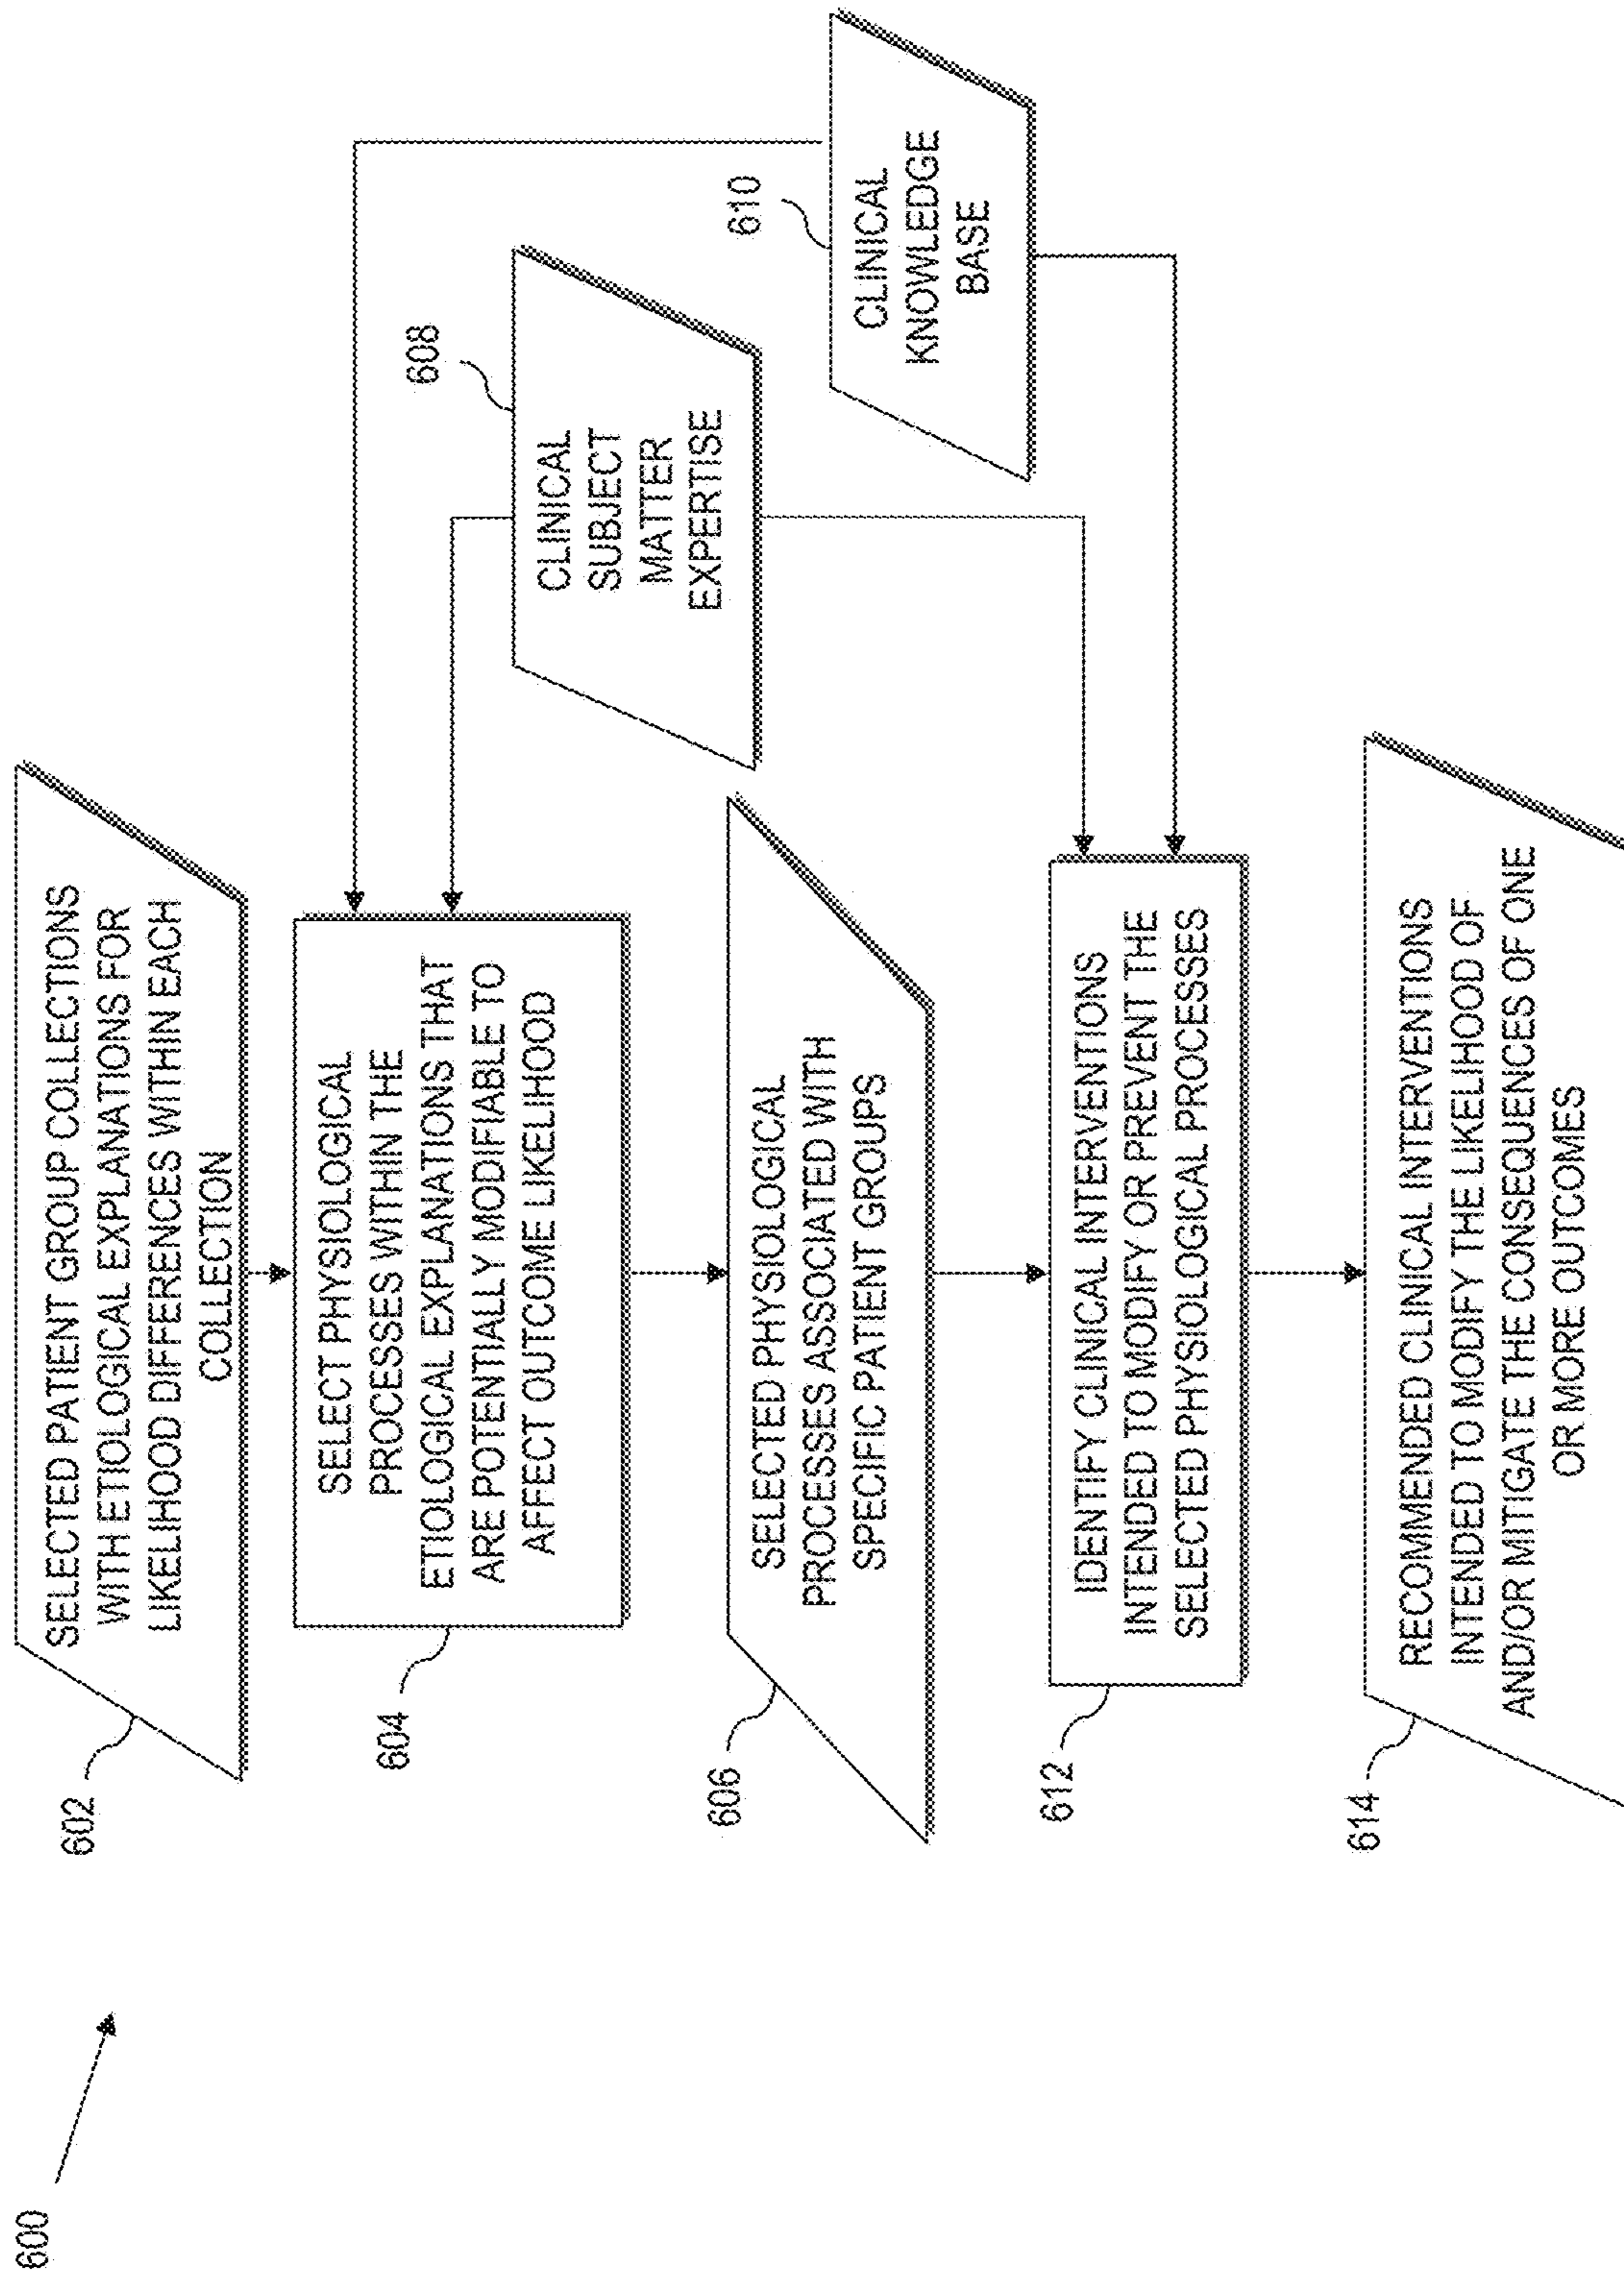 600
602
SELECTED PATIENT GROUP COLLECTIONS
WITH ETIOLOGICAL EXPLANATIONS FOR
LIKELIHOOD DIFFERENCES WITHIN EACH
COLLECTION
604
SELECT PHYSIOLOGICAL
PROCESSES WITHIN THE
ETIOLOGICAL EXPLANATIONS THAT
ARE POTENTIALLY MODIFIABLE TO
AFFECT OUTCOME LIKELIHOOD
608
CLINICAL
SUBJECT
MATTER
EXPERTISE
610
CLINICAL
KNOWLEDGE
BASE
606
SELECTED PHYSIOLOGICAL
PROCESSES ASSOCIATED WITH
SPECIFIC PATIENT GROUPS
612
IDENTIFY CLINICAL INTERVENTIONS
INTENDED TO MODIFY OR PREVENT THE
SELECTED PHYSIOLOGICAL PROCESSES
614
RECOMMENDED CLINICAL INTERVENTIONS
INTENDED TO MODIFY THE LIKELIHOOD OF
AND/OR MITIGATE THE CONSEQUENCES OF ONE
OR MORE OUTCOMES